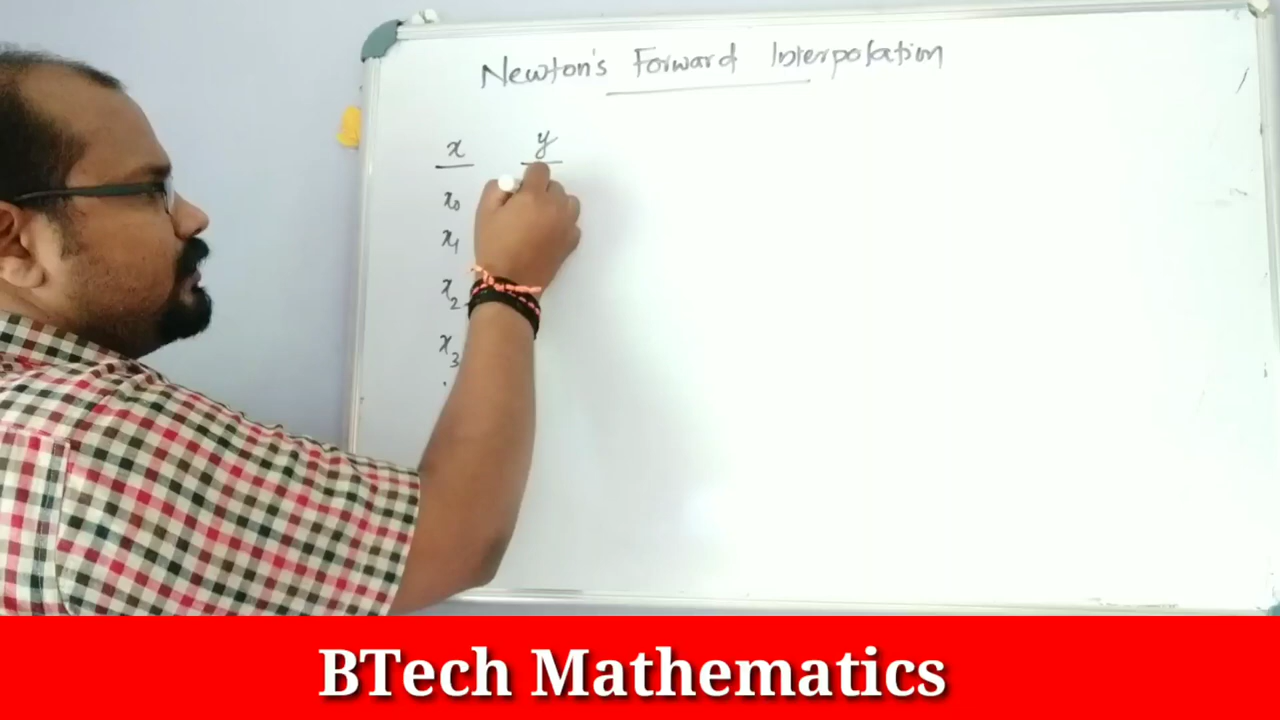 Newton's Forward Interpolation
x y
x₀
x₁
x₂
x₃
.
BTech Mathematics